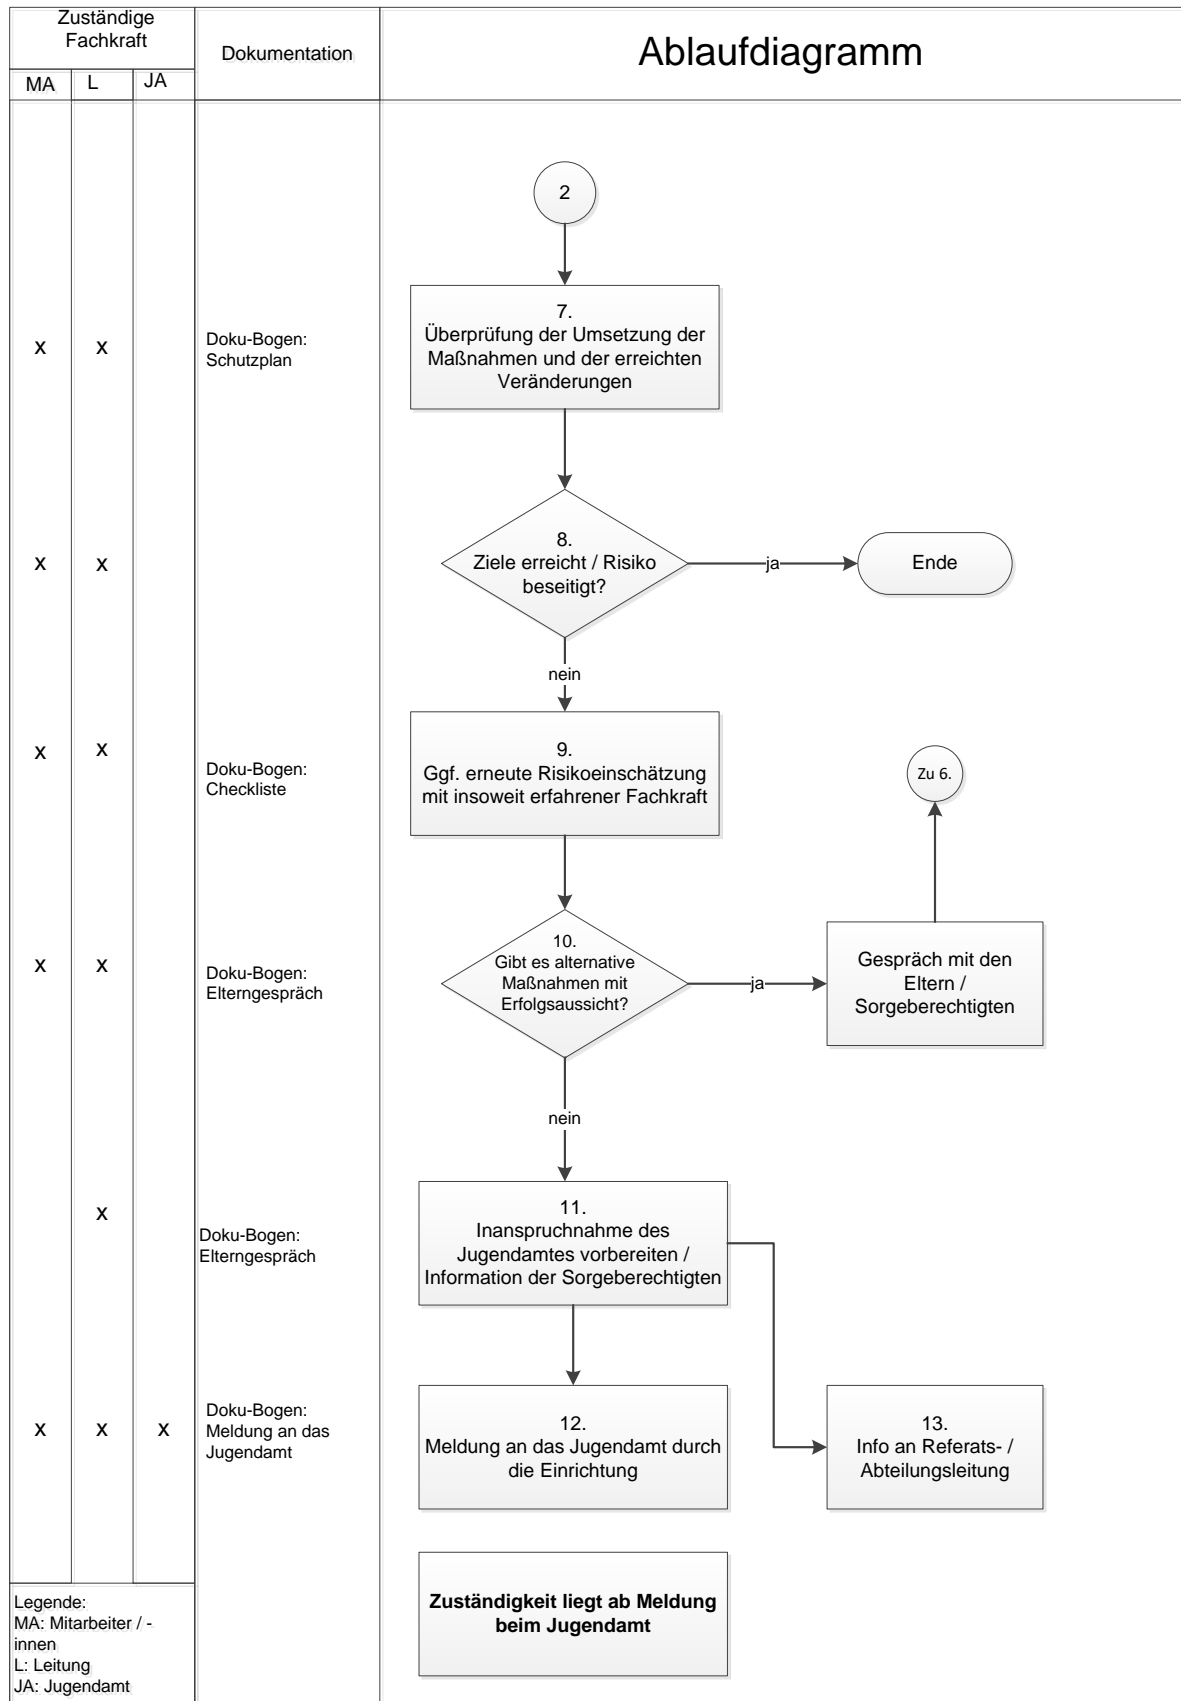 Zuständige
Fachkraft
Dokumentation
Ablaufdiagramm
MA
L
JA
2
7.
Überprüfung der Umsetzung der
Maßnahmen und der erreichten
Veränderungen
x
x
Doku-Bogen:
Schutzplan
8.
Ziele erreicht / Risiko
beseitigt?
ja
Ende
x
x
nein
9.
Ggf. erneute Risikoeinschätzung
mit insoweit erfahrener Fachkraft
x
x
Doku-Bogen:
Checkliste
Zu 6.
10.
Gibt es alternative
Maßnahmen mit
Erfolgsaussicht?
ja
Gespräch mit den
Eltern /
Sorgeberechtigten
x
x
Doku-Bogen:
Elterngespräch
nein
11.
Inanspruchnahme des
Jugendamtes vorbereiten /
Information der Sorgeberechtigten
x
Doku-Bogen:
Elterngespräch
12.
Meldung an das Jugendamt durch
die Einrichtung
13.
Info an Referats- /
Abteilungsleitung
x
x
x
Doku-Bogen:
Meldung an das
Jugendamt
Zuständigkeit liegt ab Meldung
beim Jugendamt
Legende:
MA: Mitarbeiter / -
innen
L: Leitung
JA: Jugendamt